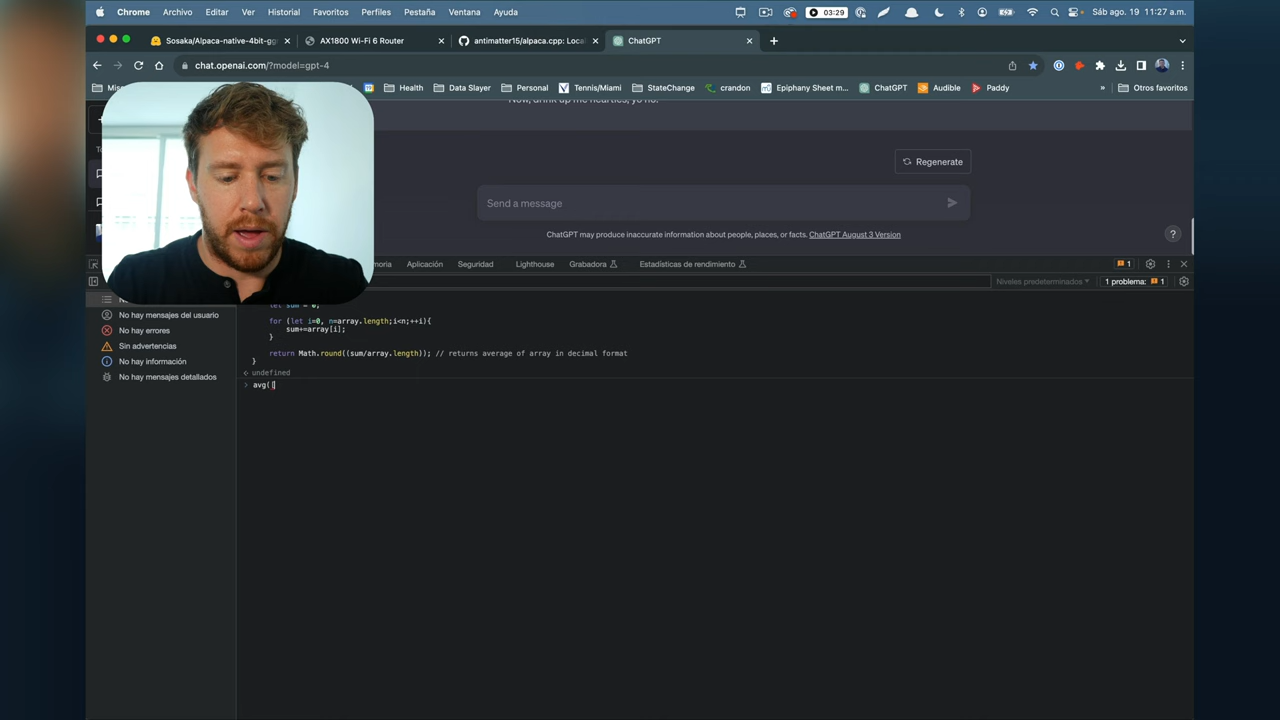 Chrome Archivo Editar Ver Historial Favoritos Perfiles Pestaña Ventana Ayuda 03:29 Sáb ago. 19 11:27 a.m.
Sosaka/Alpaca-native-4bit-gg AX1800 Wi-Fi 6 Router antimatter15/alpaca.cpp: Loca ChatGPT
chat.openai.com/?model=gpt-4
Health Data Slayer Personal Tennis/Miami StateChange crandon Epiphany Sheet m... ChatGPT Audible Paddy » Otros favoritos
Now, drink up me hearties, yo ho!
Regenerate
Send a message
ChatGPT may produce inaccurate information about people, places, or facts. ChatGPT August 3 Version
?
Aplicación Seguridad Lighthouse Grabadora Estadísticas de rendimiento 1
Niveles predeterminados 1 problema: 1
let sum = 0;
No hay mensajes del usuario
for (let i=0, n=array.length;i<n;++i){
sum+=array[i];
No hay errores
}
Sin advertencias
return Math.round((sum/array.length)); // returns average of array in decimal format
No hay información
}
undefined
No hay mensajes detallados
> avg([